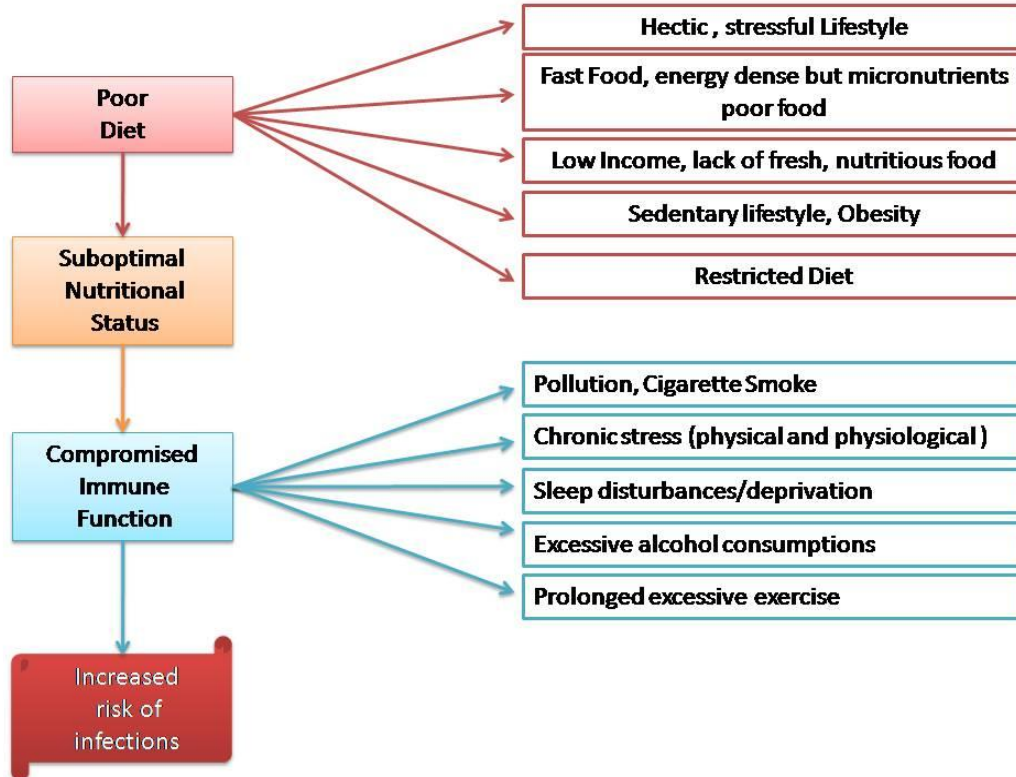 Poor
Diet
Suboptimal
Nutritional
Status
Compromised
Immune
Function
Increased
risk of
infections
Hectic , stressful Lifestyle
Fast Food, energy dense but micronutrients
poor food
Low Income, lack of fresh, nutritious food
Sedentary lifestyle, Obesity
Restricted Diet
Pollution, Cigarette Smoke
Chronic stress (physical and physiological )
Sleep disturbances/deprivation
Excessive alcohol consumptions
Prolonged excessive exercise